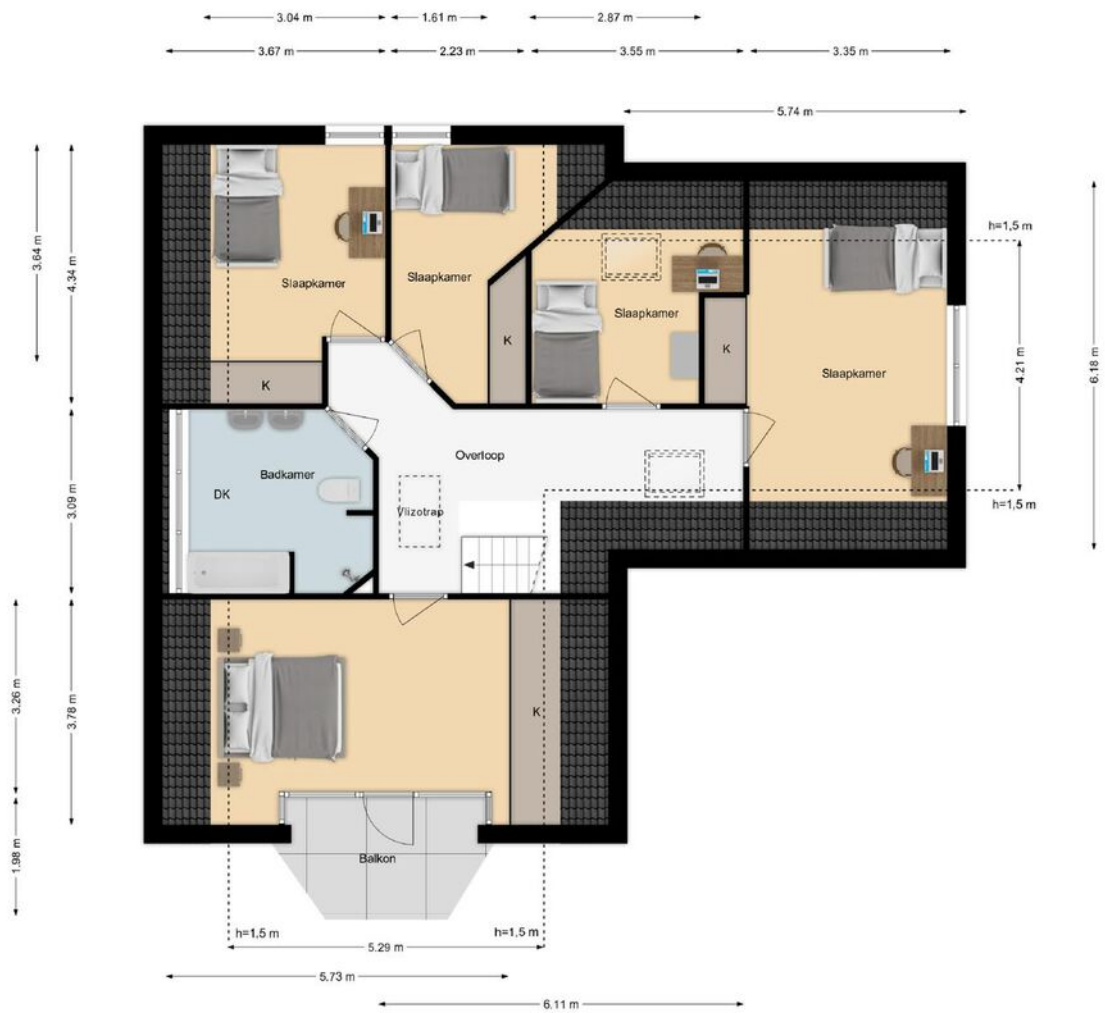 3.04 m
1.61 m
2.87 m
3.67 m
2.23 m
3.55 m
3.35 m
5.74 m
3.64 m
4.34 m
h=1,5 m
Slaapkamer
Slaapkamer
Slaapkamer
Slaapkamer
K
K
K
4.21 m
6.18 m
Overloop
Badkamer
DK
Vlizotrap
h=1,5 m
3.09 m
3.26 m
3.78 m
K
1.98 m
Balkon
h=1,5 m
h=1,5 m
5.29 m
5.73 m
6.11 m